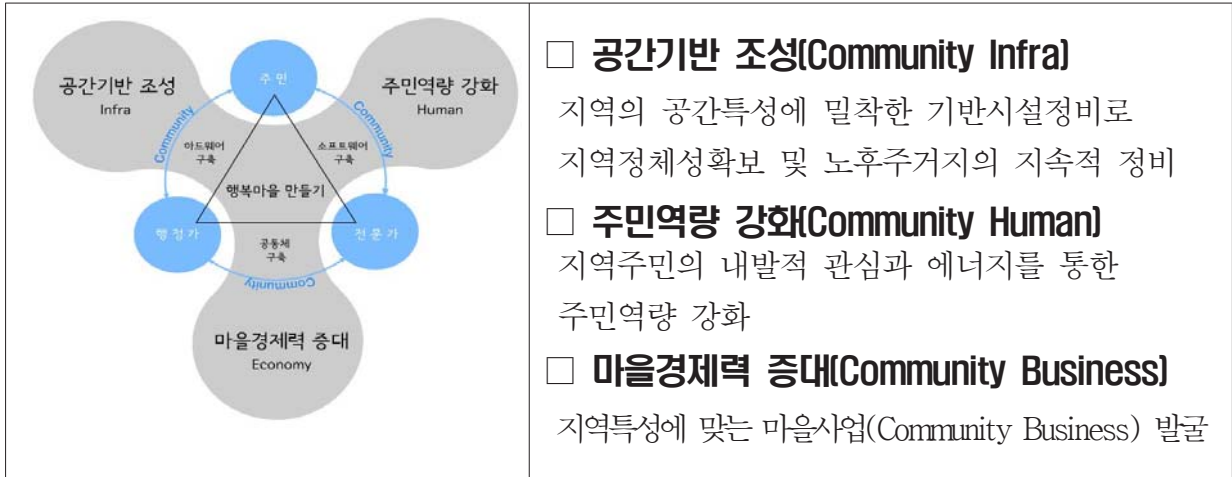 공간기반 조성
Infra
주민역량 강화
Human
주 민
Community
Community
하드웨어
구축
소프트웨어
구축
행복마을 만들기
행 정 가
전 문 가
공동체
구축
Community
마을경제력 증대
Economy
□ 공간기반 조성(Community Infra)
지역의 공간특성에 밀착한 기반시설정비로
지역정체성확보 및 노후주거지의 지속적 정비
□ 주민역량 강화(Community Human)
지역주민의 내발적 관심과 에너지를 통한
주민역량 강화
□ 마을경제력 증대(Community Business)
지역특성에 맞는 마을사업(Community Business) 발굴